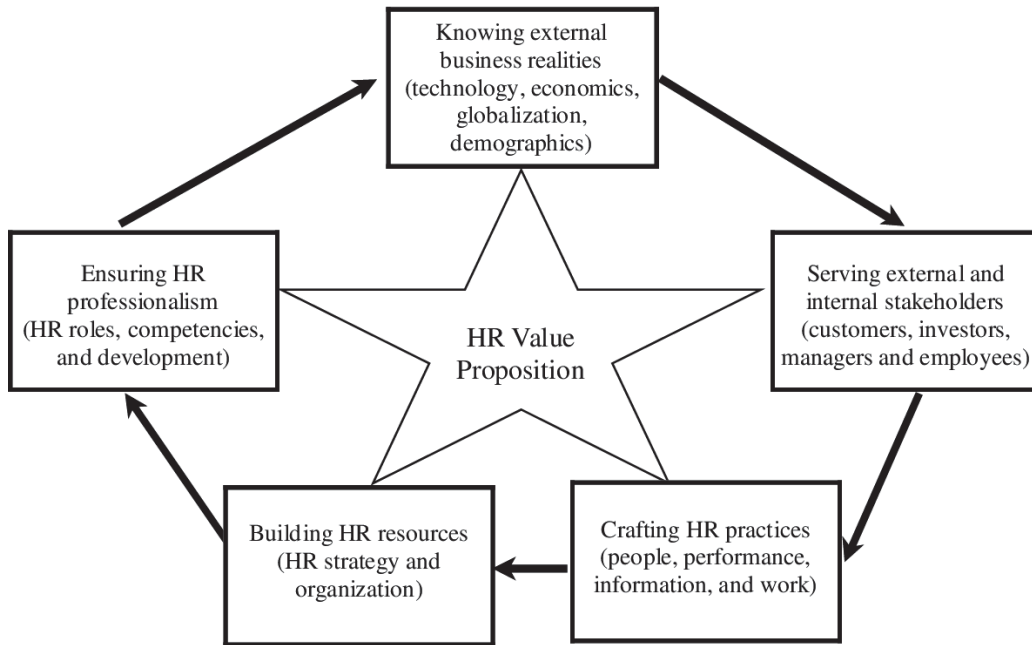 Knowing external
business realities
(technology, economics,
globalization,
demographics)
Ensuring HR
professionalism
(HR roles, competencies,
and development)
Serving external and
internal stakeholders
(customers, investors,
managers and employees)
HR Value
Proposition
Building HR resources
(HR strategy and
organization)
Crafting HR practices
(people, performance,
information, and work)